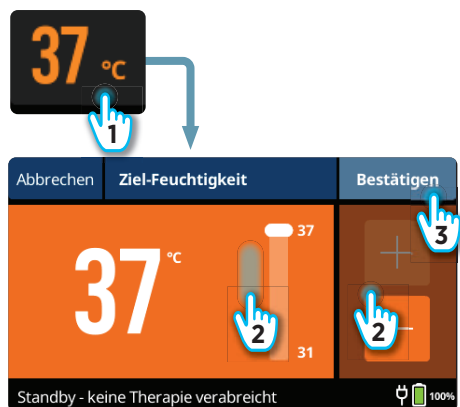 37 °C
1
Abbrechen Ziel-Feuchtigkeit Bestätigen
3
37 °C
37
2
2
31
Standby - keine Therapie verabreicht 100%